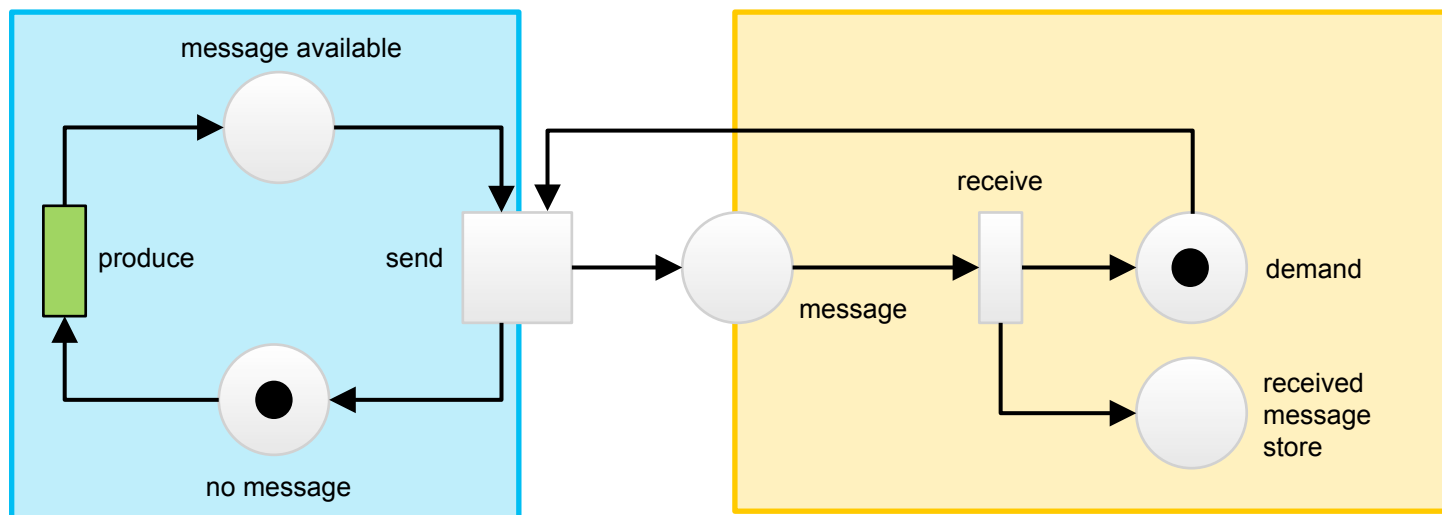 message available
receive
produce
send
demand
message
received
message
store
no message